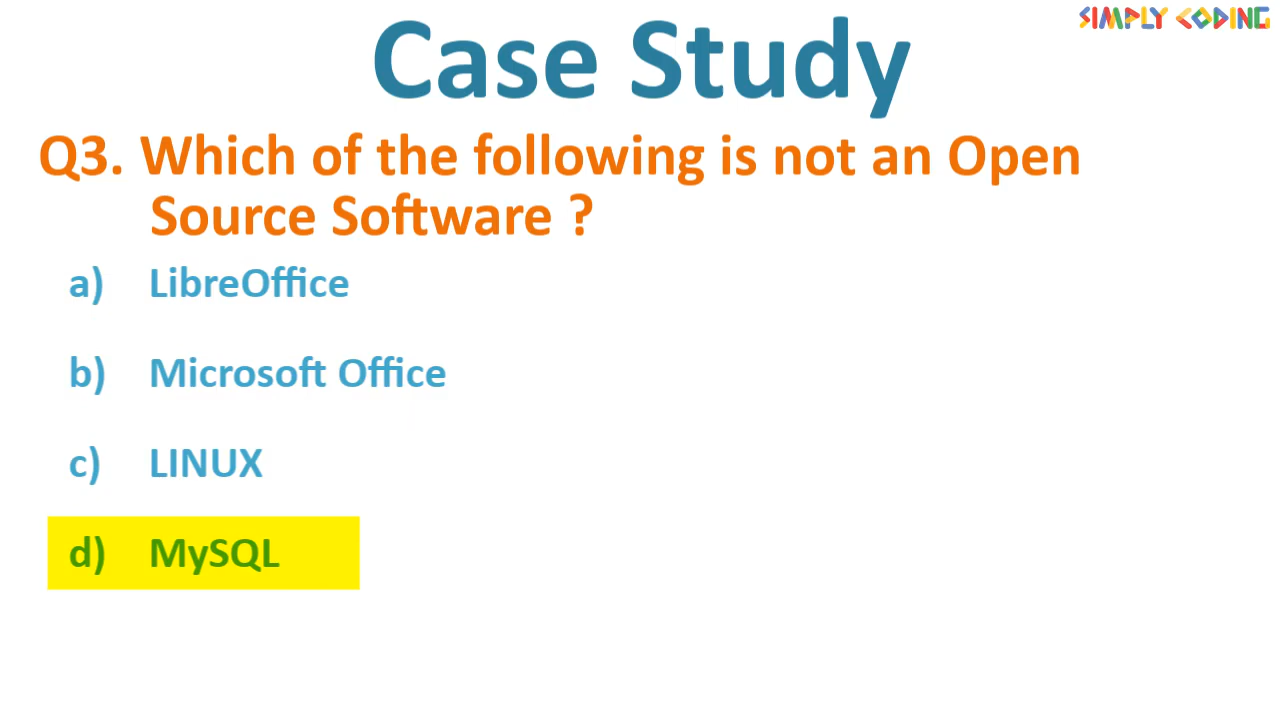 SIMPLY CODING
Case Study
Q3. Which of the following is not an Open
Source Software ?
a) LibreOffice
b) Microsoft Office
c) LINUX
d) MySQL